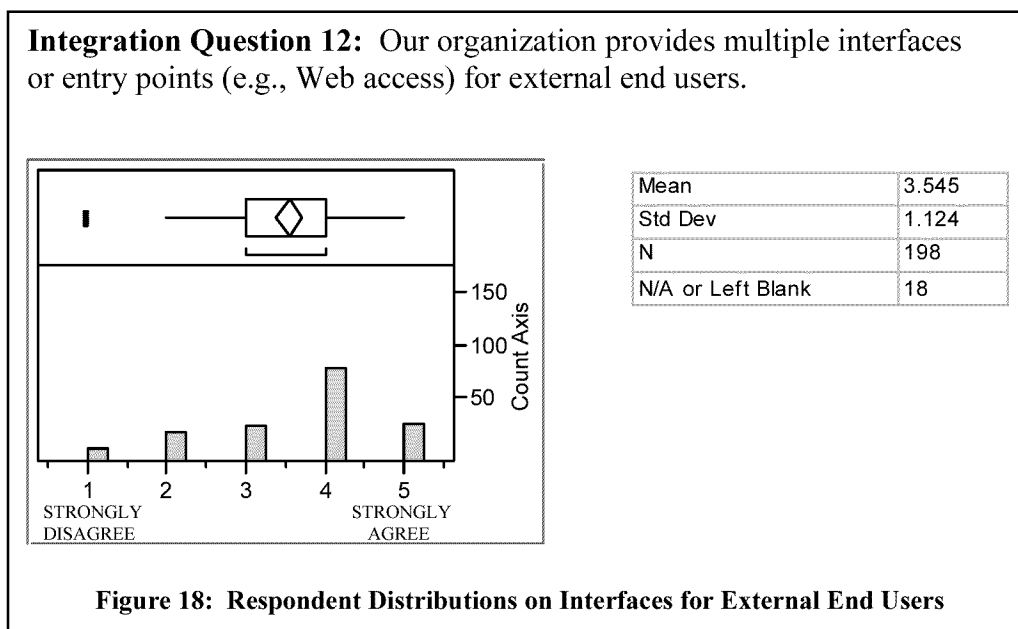 Integration Question 12: Our organization provides multiple interfaces
or entry points (e.g., Web access) for external end users.
Mean 3.545
Std Dev 1.124
N 198
N/A or Left Blank 18
150
100
50
Count Axis
1 2 3 4 5
STRONGLY DISAGREE
STRONGLY AGREE
Figure 18: Respondent Distributions on Interfaces for External End Users